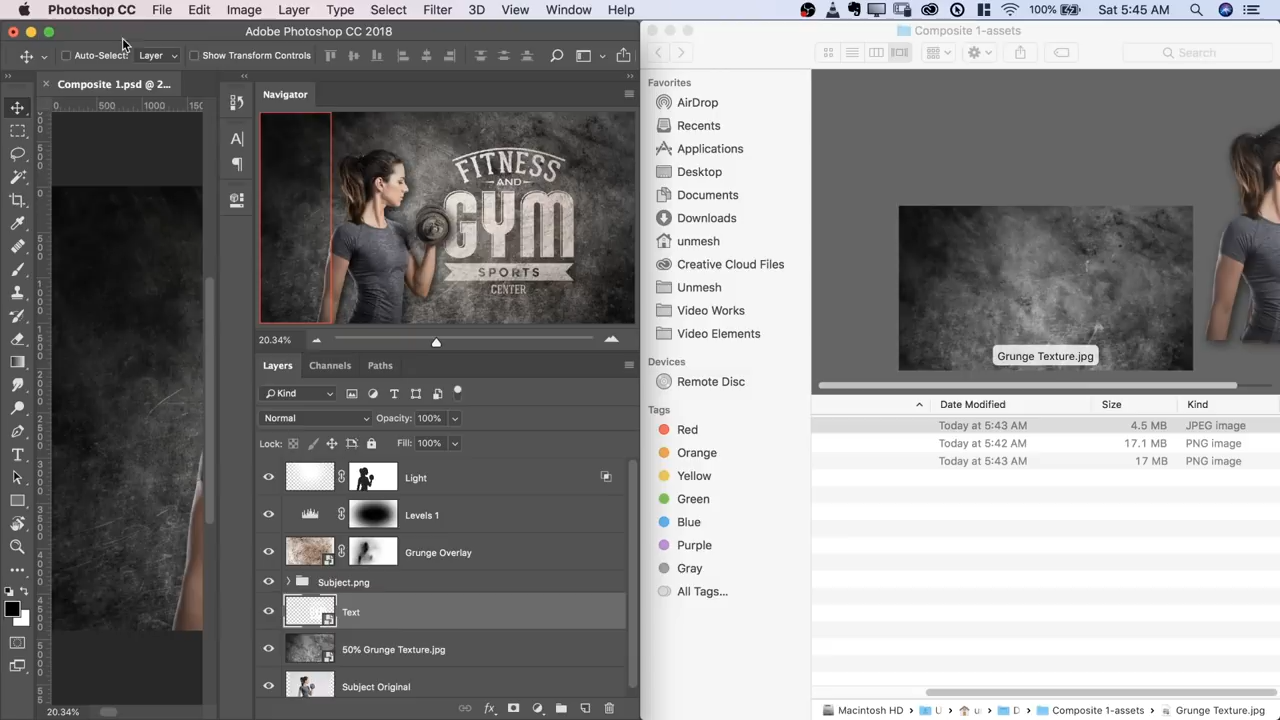 Photoshop CC File Edit Image Layer Type Select Filter 3D View Window Help 100% Sat 5:45 AM
Adobe Photoshop CC 2018
Composite 1-assets
Auto-Select: Layer Show Transform Controls
Search
Composite 1.psd @ 2...
0 500 1000 150
Navigator
FITNESS
AND
GYM
SPORTS
CENTER
20.34%
Layers Channels Paths
Kind
Normal Opacity: 100%
Lock: Fill: 100%
Light
Levels 1
Grunge Overlay
Subject.png
Text
50% Grunge Texture.jpg
Subject Original
20.34%
Favorites
AirDrop
Recents
Applications
Desktop
Documents
Downloads
unmesh
Creative Cloud Files
Unmesh
Video Works
Video Elements
Devices
Remote Disc
Tags
Red
Orange
Yellow
Green
Blue
Purple
Gray
All Tags...
Grunge Texture.jpg
Date Modified Size Kind
Today at 5:43 AM 4.5 MB JPEG image
Today at 5:42 AM 17.1 MB PNG image
Today at 5:43 AM 17 MB PNG image
Macintosh HD U u D Composite 1-assets Grunge Texture.jpg